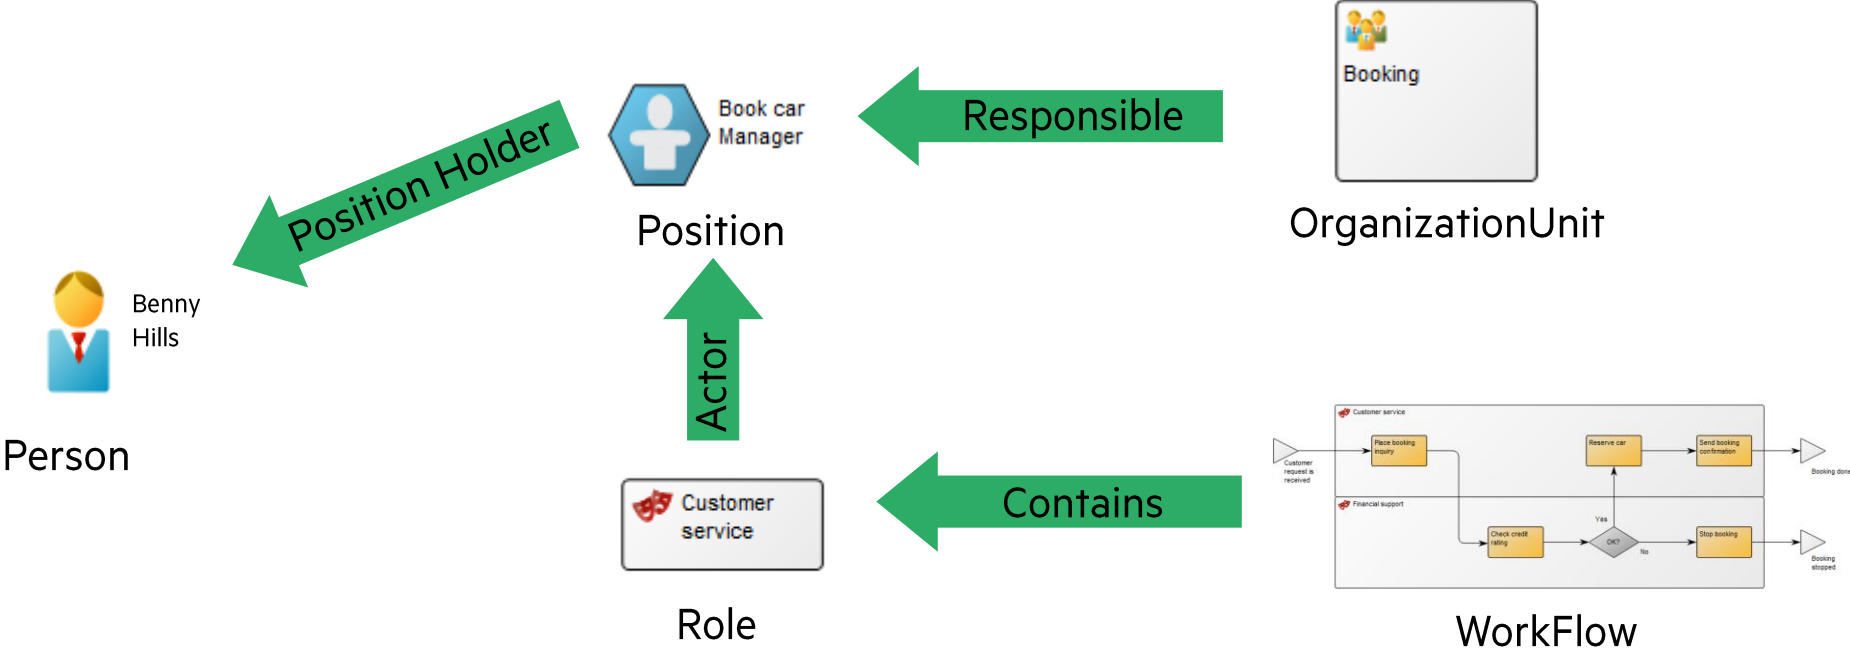 Booking
OrganizationUnit
Responsible
Book car
Manager
Position
Position Holder
Benny
Hills
Person
Actor
Customer
service
Role
Contains
Customer service
Customer
request is
received
Place booking
inquiry
Reserve car
Send booking
confirmation
Booking done
Financial support
Check credit
rating
OK?
Yes
No
Stop booking
Booking
stopped
WorkFlow